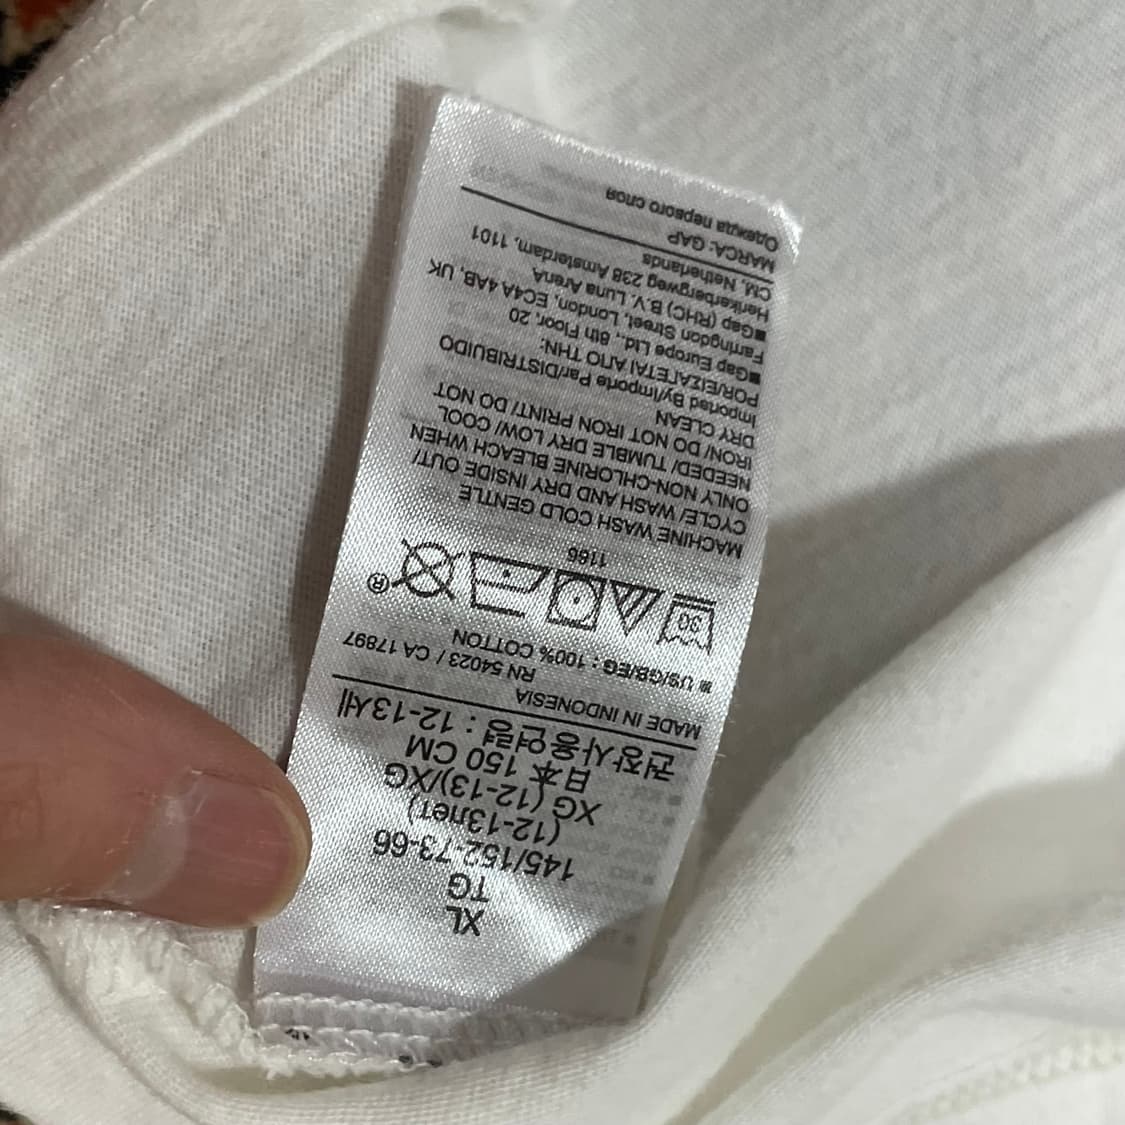 XL
TG
145/152-73-66
(12-13лет)
XG (12-13)/XG
日本 150 CM
권장사용연령 : 12-13세
MADE IN INDONESIA
RN 54023 / CA 17897
■ US/GB/EG : 100% COTTON
30
®
1166
MACHINE WASH COLD GENTLE
CYCLE/ WASH AND DRY INSIDE OUT/
ONLY NON-CHLORINE BLEACH WHEN
NEEDED/ TUMBLE DRY LOW/ COOL
IRON/ DO NOT IRON PRINT/ DO NOT
DRY CLEAN
Imported By/Importe Par/DISTRIBUIDO
POR/ΕΙΣΑΓΕΤΑΙ ΑΠΟ ΤΗΝ:
■Gap Europe Ltd., 8th Floor, 20
Farringdon Street, London, EC4A 4AB, UK
■Gap (RHC) B.V. Luna ArenA
Herikerbergweg 238 Amsterdam, 1101
CM, Netherlands
MARCA: GAP
Одежда первого слоя